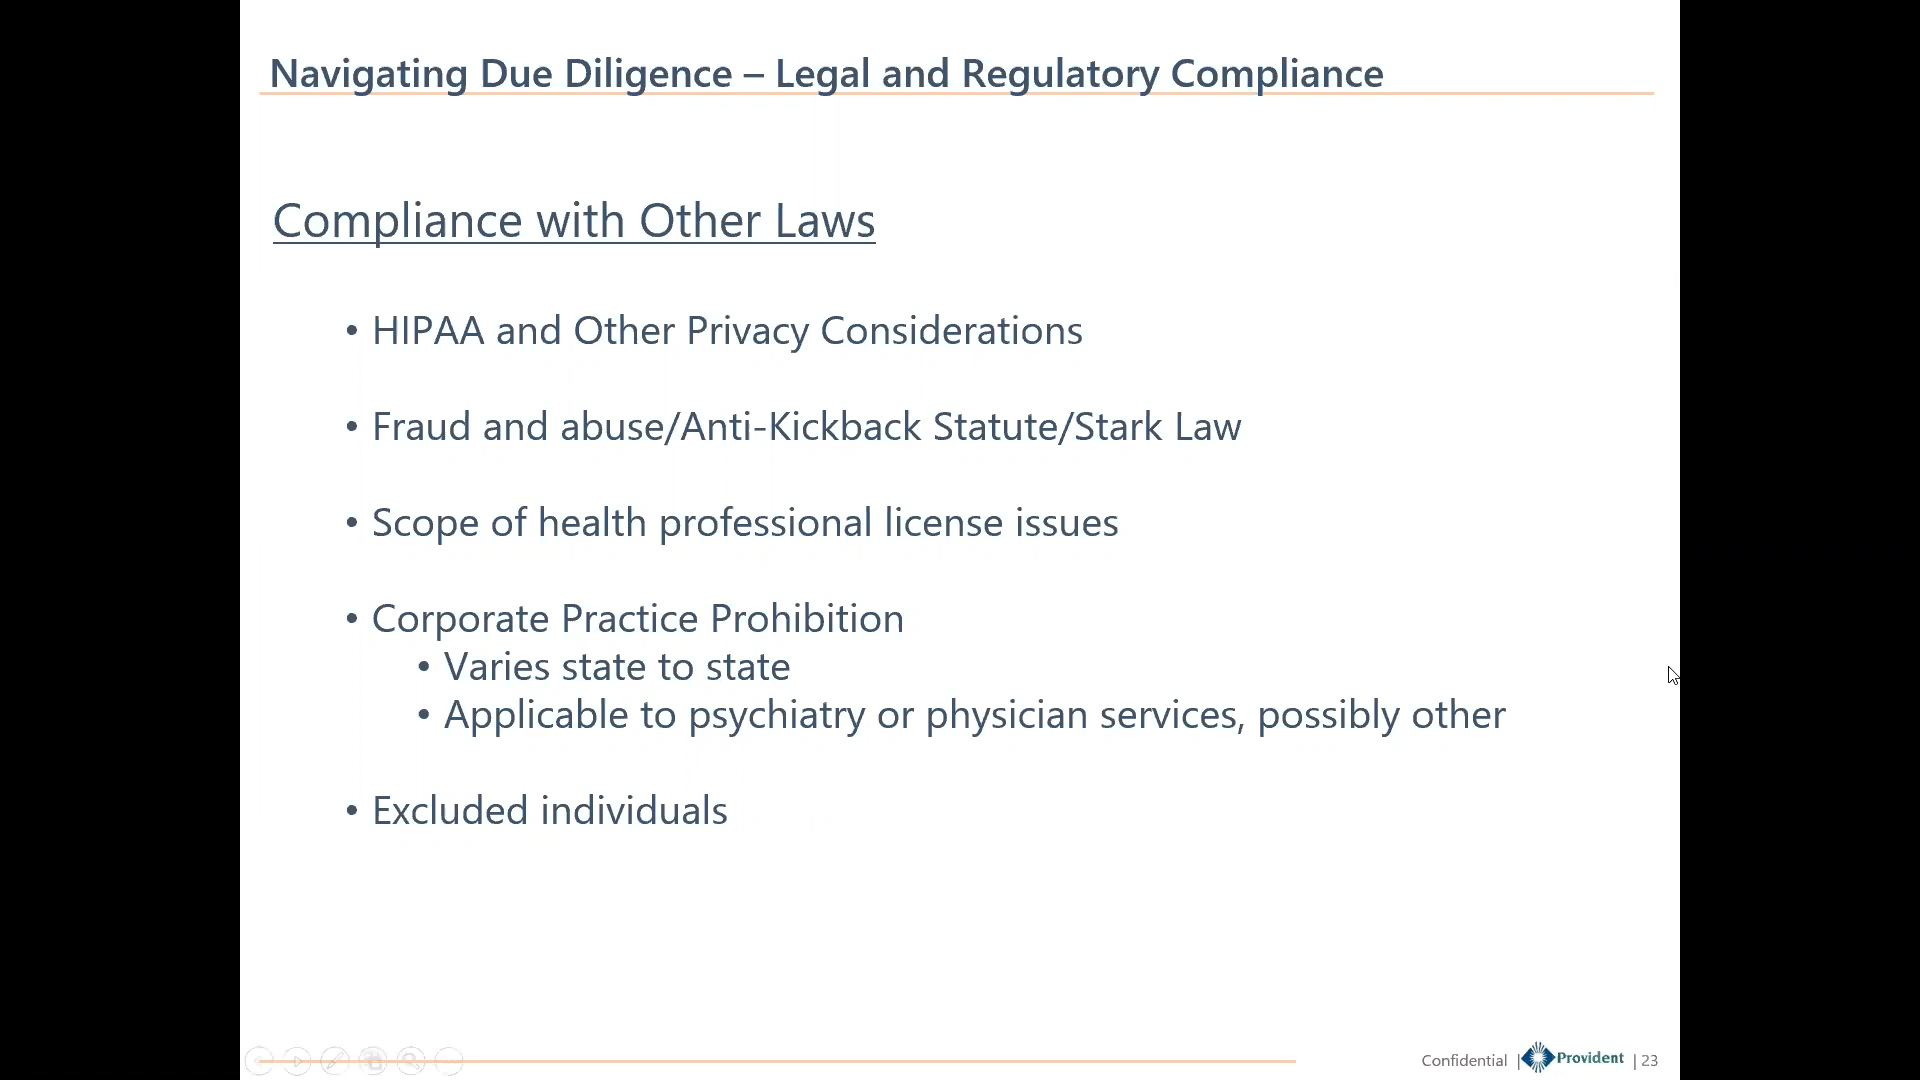 Navigating Due Diligence – Legal and Regulatory Compliance
Compliance with Other Laws
• HIPAA and Other Privacy Considerations
• Fraud and abuse/Anti-Kickback Statute/Stark Law
• Scope of health professional license issues
• Corporate Practice Prohibition
• Varies state to state
• Applicable to psychiatry or physician services, possibly other
• Excluded individuals
Confidential | Provident | 23